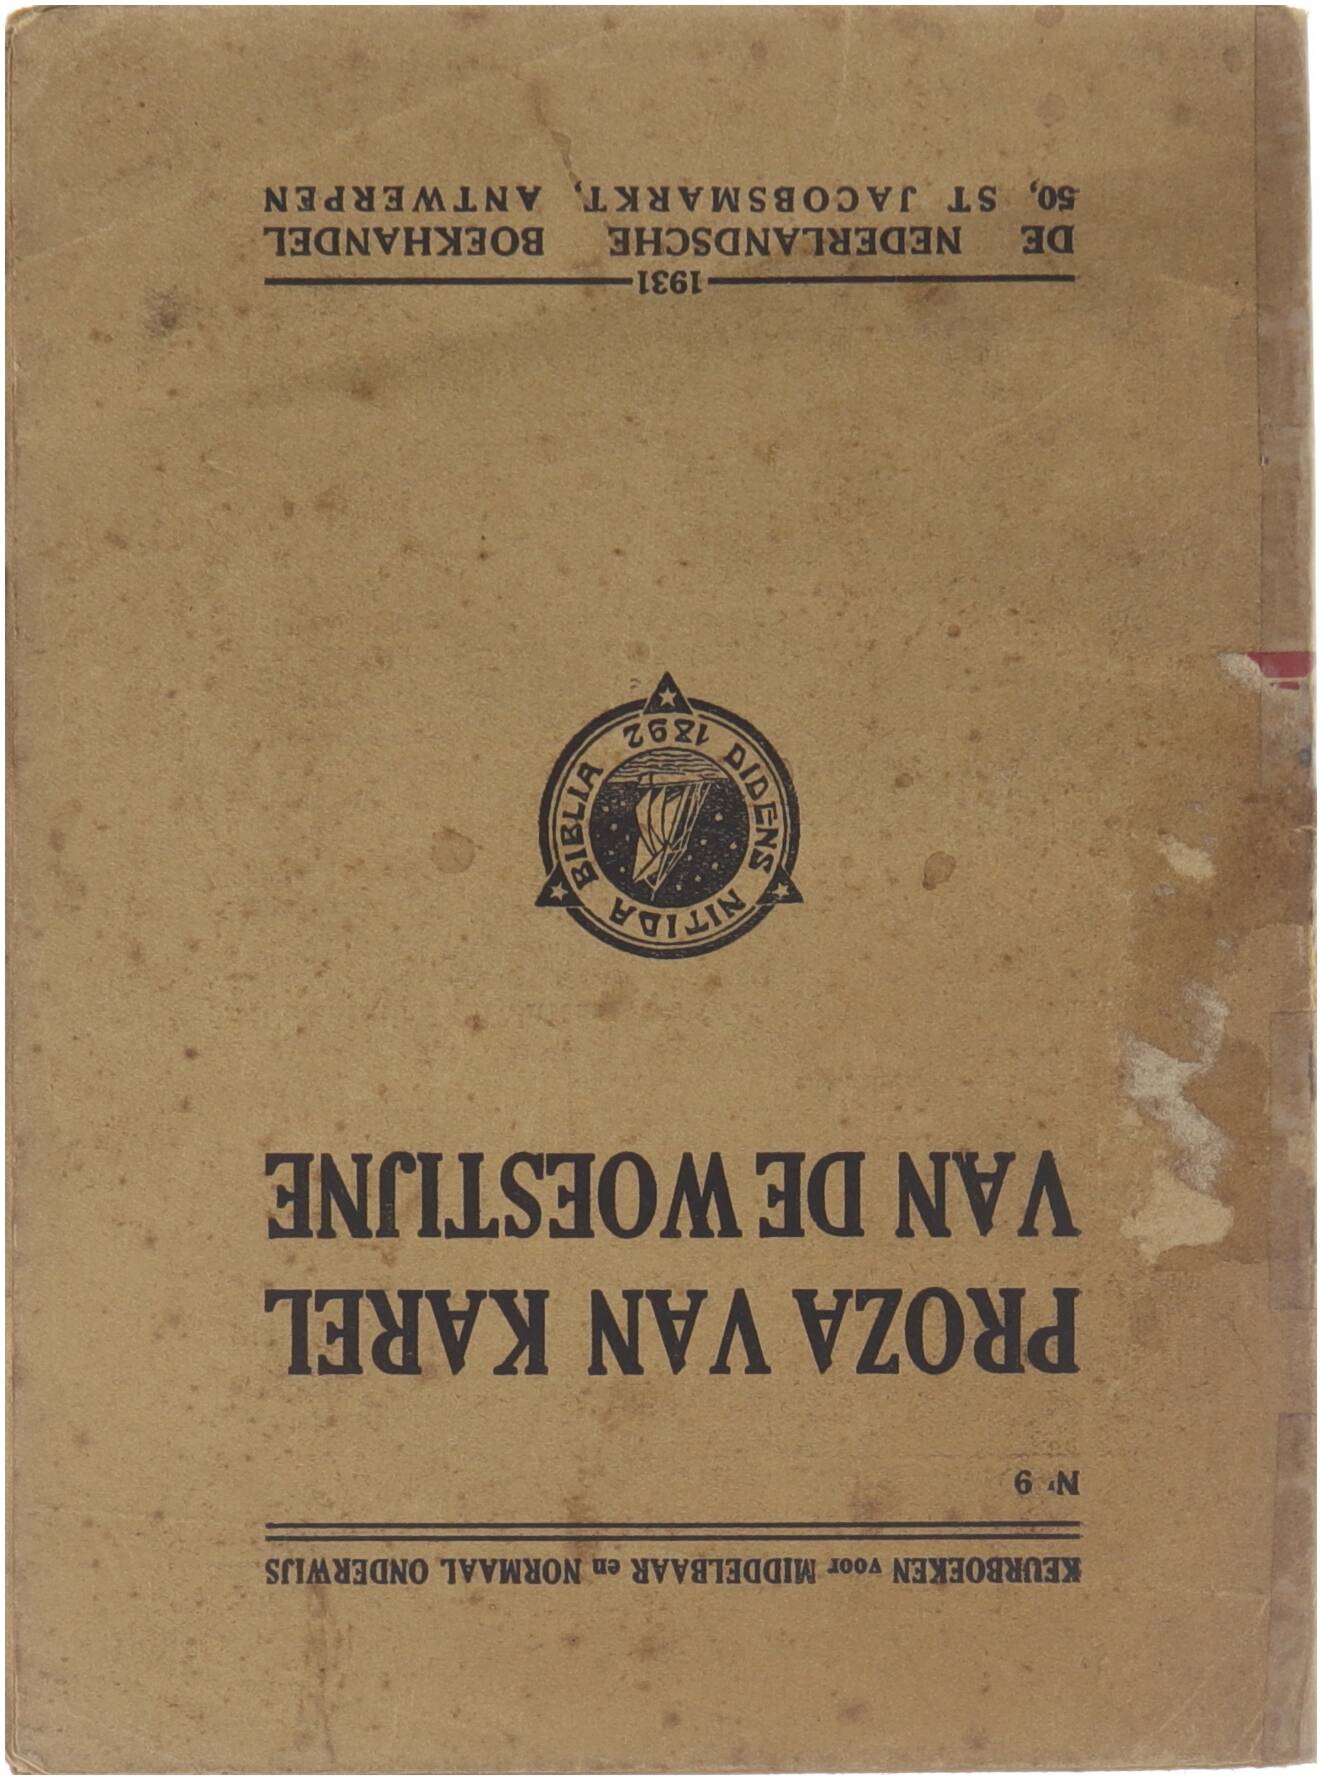 KEURBOEKEN voor MIDDELBAAR en NORMAAL ONDERWIJS
Nr 9
PROZA VAN KAREL
VAN DE WOESTIJNE
DIDENS NITIDA BIBLIA
1892
1931
DE NEDERLANDSCHE BOEKHANDEL
50, ST JACOBSMARKT, ANTWERPEN